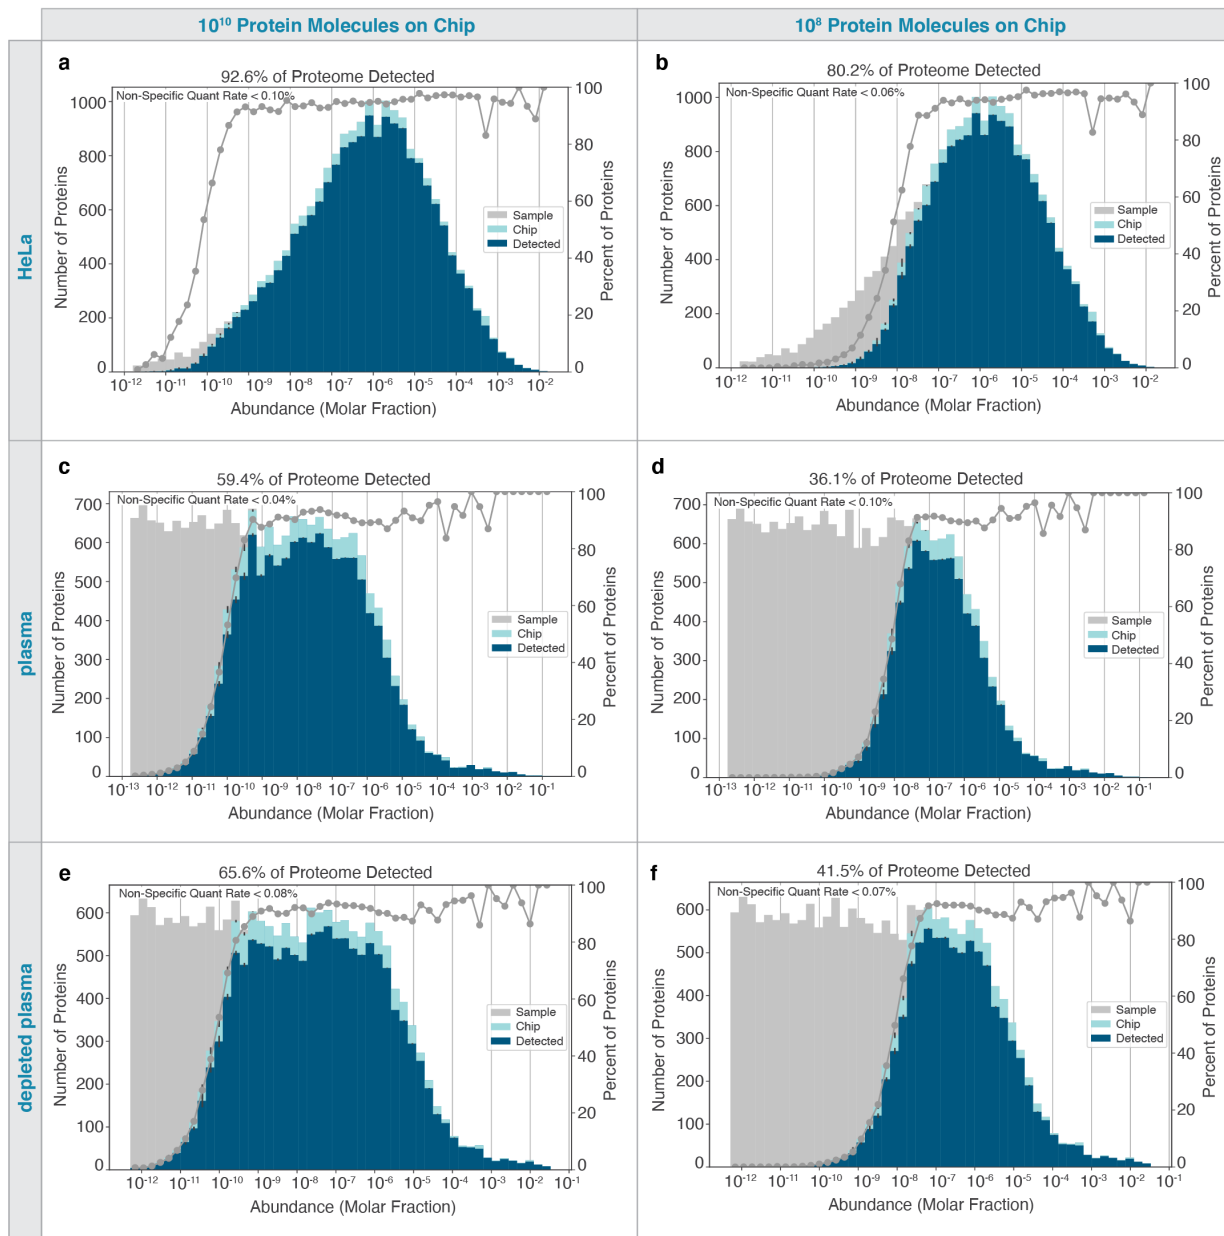 10¹⁰ Protein Molecules on Chip
10⁸ Protein Molecules on Chip
HeLa
a
92.6% of Proteome Detected
Non-Specific Quant Rate < 0.10%
Number of Proteins
1000
800
600
400
200
0
100
80
60
40
20
0
Percent of Proteins
Sample
Chip
Detected
10⁻¹² 10⁻¹¹ 10⁻¹⁰ 10⁻⁹ 10⁻⁸ 10⁻⁷ 10⁻⁶ 10⁻⁵ 10⁻⁴ 10⁻³ 10⁻²
Abundance (Molar Fraction)
b
80.2% of Proteome Detected
Non-Specific Quant Rate < 0.06%
Number of Proteins
1000
800
600
400
200
0
100
80
60
40
20
0
Percent of Proteins
Sample
Chip
Detected
10⁻¹² 10⁻¹¹ 10⁻¹⁰ 10⁻⁹ 10⁻⁸ 10⁻⁷ 10⁻⁶ 10⁻⁵ 10⁻⁴ 10⁻³ 10⁻²
Abundance (Molar Fraction)
plasma
c
59.4% of Proteome Detected
Non-Specific Quant Rate < 0.04%
Number of Proteins
700
600
500
400
300
200
100
0
100
80
60
40
20
0
Percent of Proteins
Sample
Chip
Detected
10⁻¹³ 10⁻¹² 10⁻¹¹ 10⁻¹⁰ 10⁻⁹ 10⁻⁸ 10⁻⁷ 10⁻⁶ 10⁻⁵ 10⁻⁴ 10⁻³ 10⁻² 10⁻¹
Abundance (Molar Fraction)
d
36.1% of Proteome Detected
Non-Specific Quant Rate < 0.10%
Number of Proteins
700
600
500
400
300
200
100
0
100
80
60
40
20
0
Percent of Proteins
Sample
Chip
Detected
10⁻¹³ 10⁻¹² 10⁻¹¹ 10⁻¹⁰ 10⁻⁹ 10⁻⁸ 10⁻⁷ 10⁻⁶ 10⁻⁵ 10⁻⁴ 10⁻³ 10⁻² 10⁻¹
Abundance (Molar Fraction)
depleted plasma
e
65.6% of Proteome Detected
Non-Specific Quant Rate < 0.08%
Number of Proteins
600
500
400
300
200
100
0
100
80
60
40
20
0
Percent of Proteins
Sample
Chip
Detected
10⁻¹² 10⁻¹¹ 10⁻¹⁰ 10⁻⁹ 10⁻⁸ 10⁻⁷ 10⁻⁶ 10⁻⁵ 10⁻⁴ 10⁻³ 10⁻² 10⁻¹
Abundance (Molar Fraction)
f
41.5% of Proteome Detected
Non-Specific Quant Rate < 0.07%
Number of Proteins
600
500
400
300
200
100
0
100
80
60
40
20
0
Percent of Proteins
Sample
Chip
Detected
10⁻¹² 10⁻¹¹ 10⁻¹⁰ 10⁻⁹ 10⁻⁸ 10⁻⁷ 10⁻⁶ 10⁻⁵ 10⁻⁴ 10⁻³ 10⁻² 10⁻¹
Abundance (Molar Fraction)